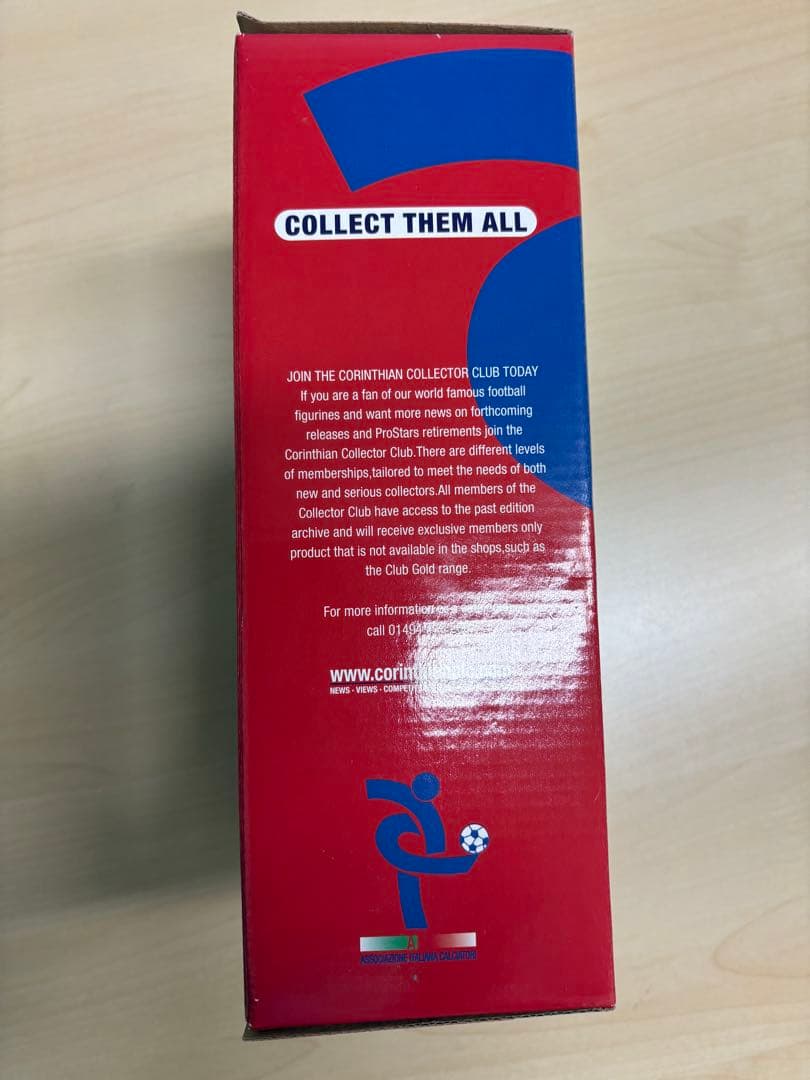 COLLECT THEM ALL
JOIN THE CORINTHIAN COLLECTOR CLUB TODAY
If you are a fan of our world famous football
figurines and want more news on forthcoming
releases and ProStars retirements join the
Corinthian Collector Club.There are different levels
of memberships,tailored to meet the needs of both
new and serious collectors.All members of the
Collector Club have access to the past edition
archive and will receive exclusive members only
product that is not available in the shops,such as
the Club Gold range.
For more information
call
NEWS - VIEWS -
ASSOCIAZIONE ITALIANA CALCIATORI